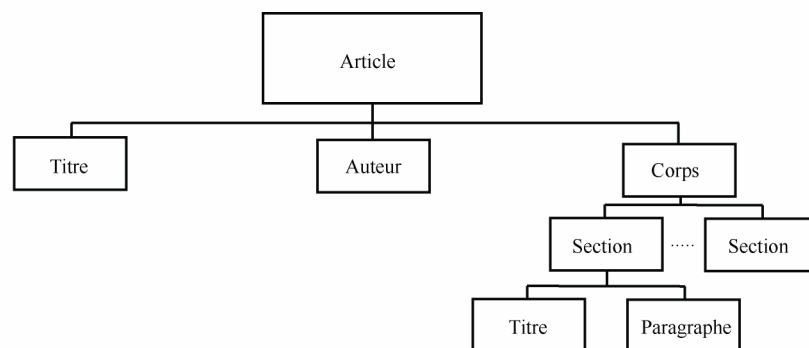 Article
Titre
Auteur
Corps
Section
.....
Section
Titre
Paragraphe